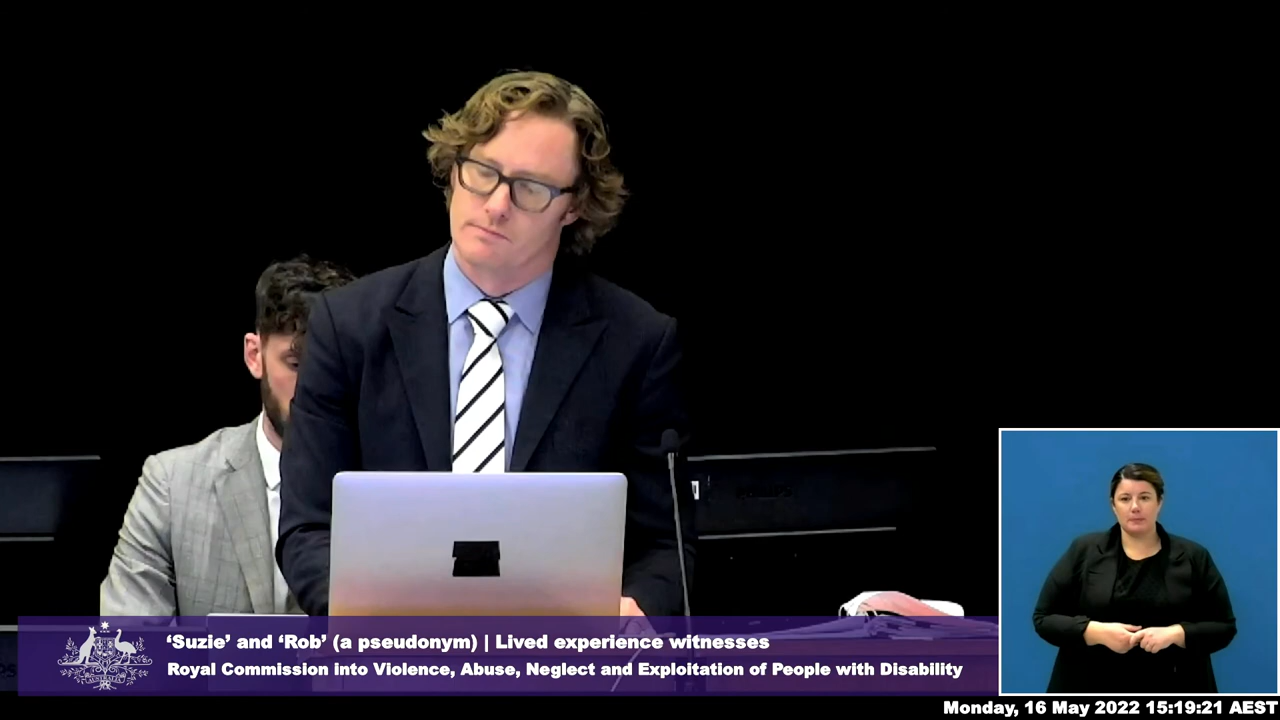 ‘Suzie’ and ‘Rob’ (a pseudonym) | Lived experience witnesses
Royal Commission into Violence, Abuse, Neglect and Exploitation of People with Disability
Monday, 16 May 2022 15:19:21 AEST